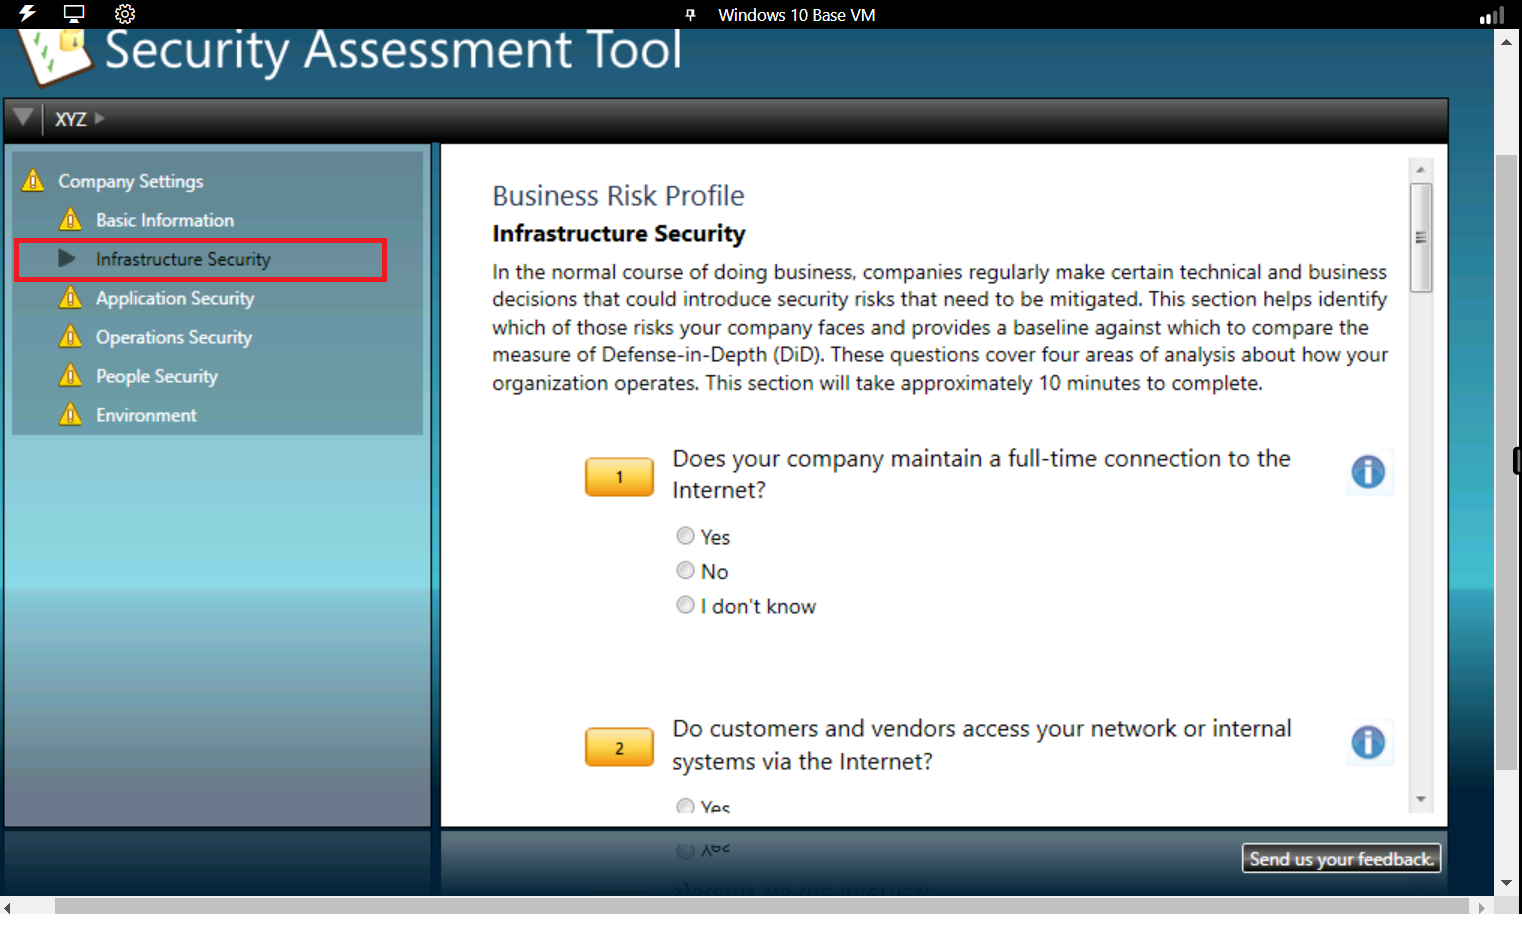 Windows 10 Base VM
Security Assessment Tool
XYZ
Company Settings
Basic Information
Infrastructure Security
Application Security
Operations Security
People Security
Environment
Business Risk Profile
Infrastructure Security
In the normal course of doing business, companies regularly make certain technical and business
decisions that could introduce security risks that need to be mitigated. This section helps identify
which of those risks your company faces and provides a baseline against which to compare the
measure of Defense-in-Depth (DiD). These questions cover four areas of analysis about how your
organization operates. This section will take approximately 10 minutes to complete.
1
Does your company maintain a full-time connection to the
Internet?
Yes
No
I don't know
2
Do customers and vendors access your network or internal
systems via the Internet?
Yes
Send us your feedback.